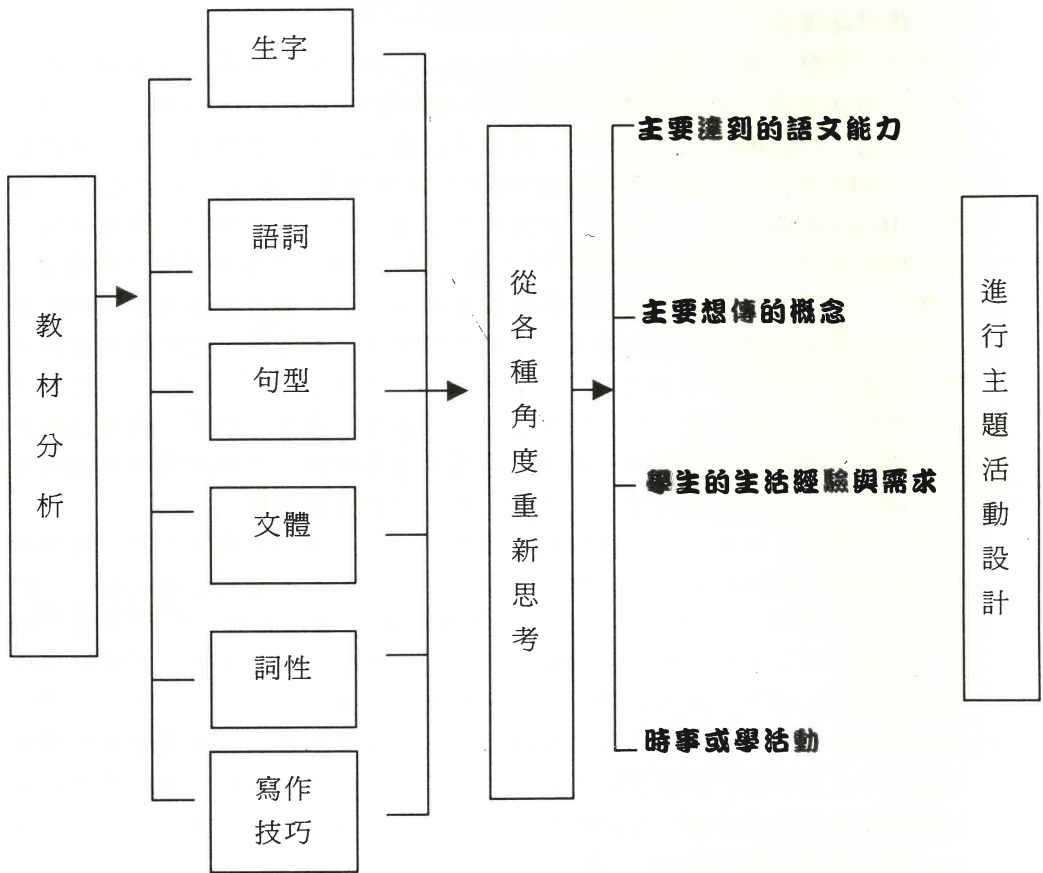 教材分析
生字
語詞
句型
文體
詞性
寫作
技巧
從各種角度重新思考
主要達到的語文能力
主要想傳的概念
學生的生活經驗與需求
時事或學活動
進行主題活動設計